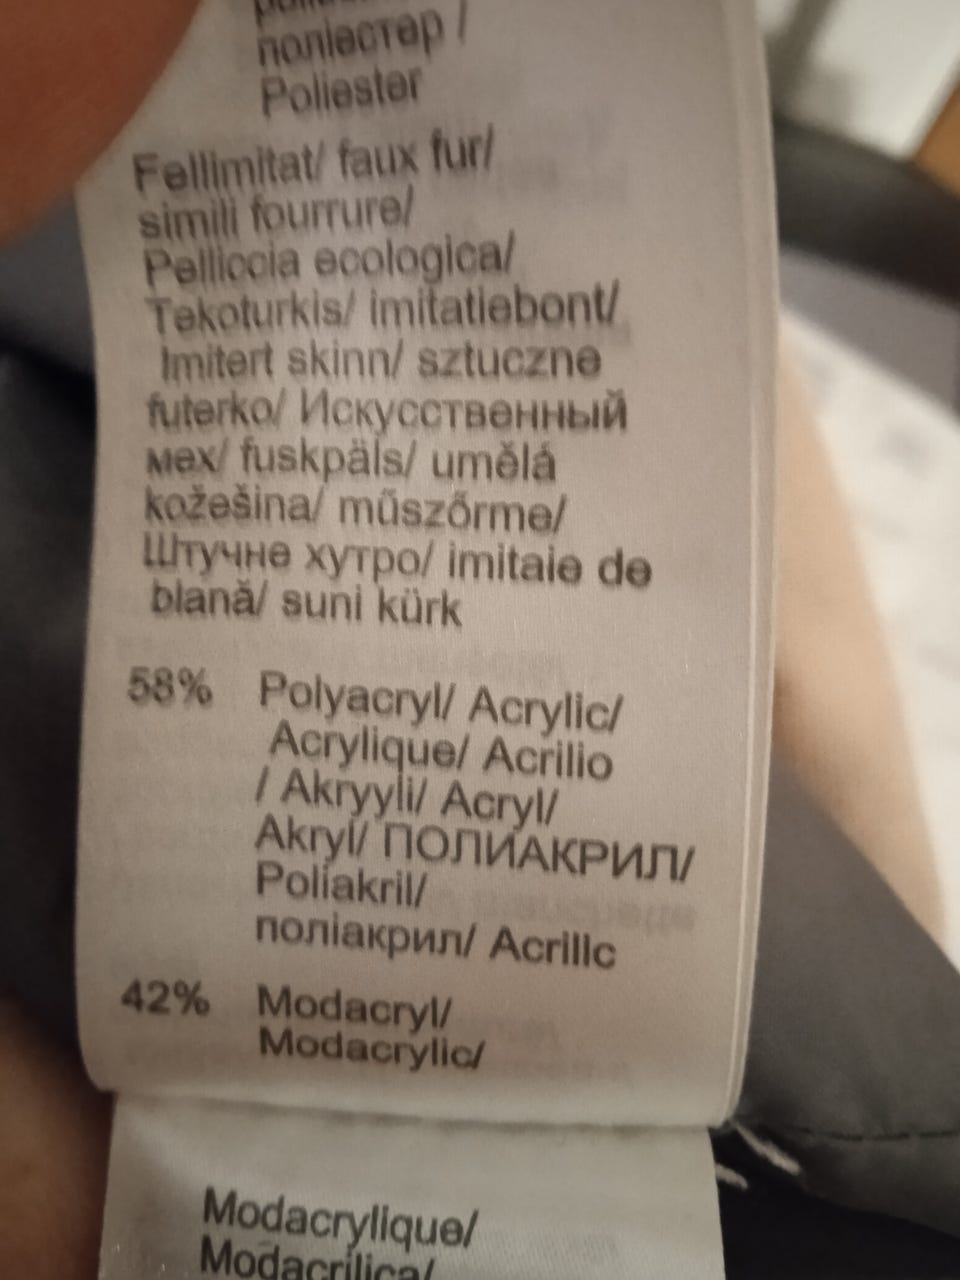 поліестер /
Poliester
Fellimitat/ faux fur/
simili fourrure/
Pelliccia ecologica/
Tekoturkis/ imitatiebont/
Imitert skinn/ sztuczne
futerko/ Искусственный
мех/ fuskpäls/ umělá
kožešina/ műszőrme/
Штучне хутро/ imitaie de
blană/ suni kürk
58% Polyacryl/ Acrylic/
Acrylique/ Acrilio
/ Akryyli/ Acryl/
Akryl/ ПОЛИАКРИЛ/
Poliakril/
поліакрил/ Acrilic
42% Modacryl/
Modacrylic/
Modacrylique/
Modacrilica/